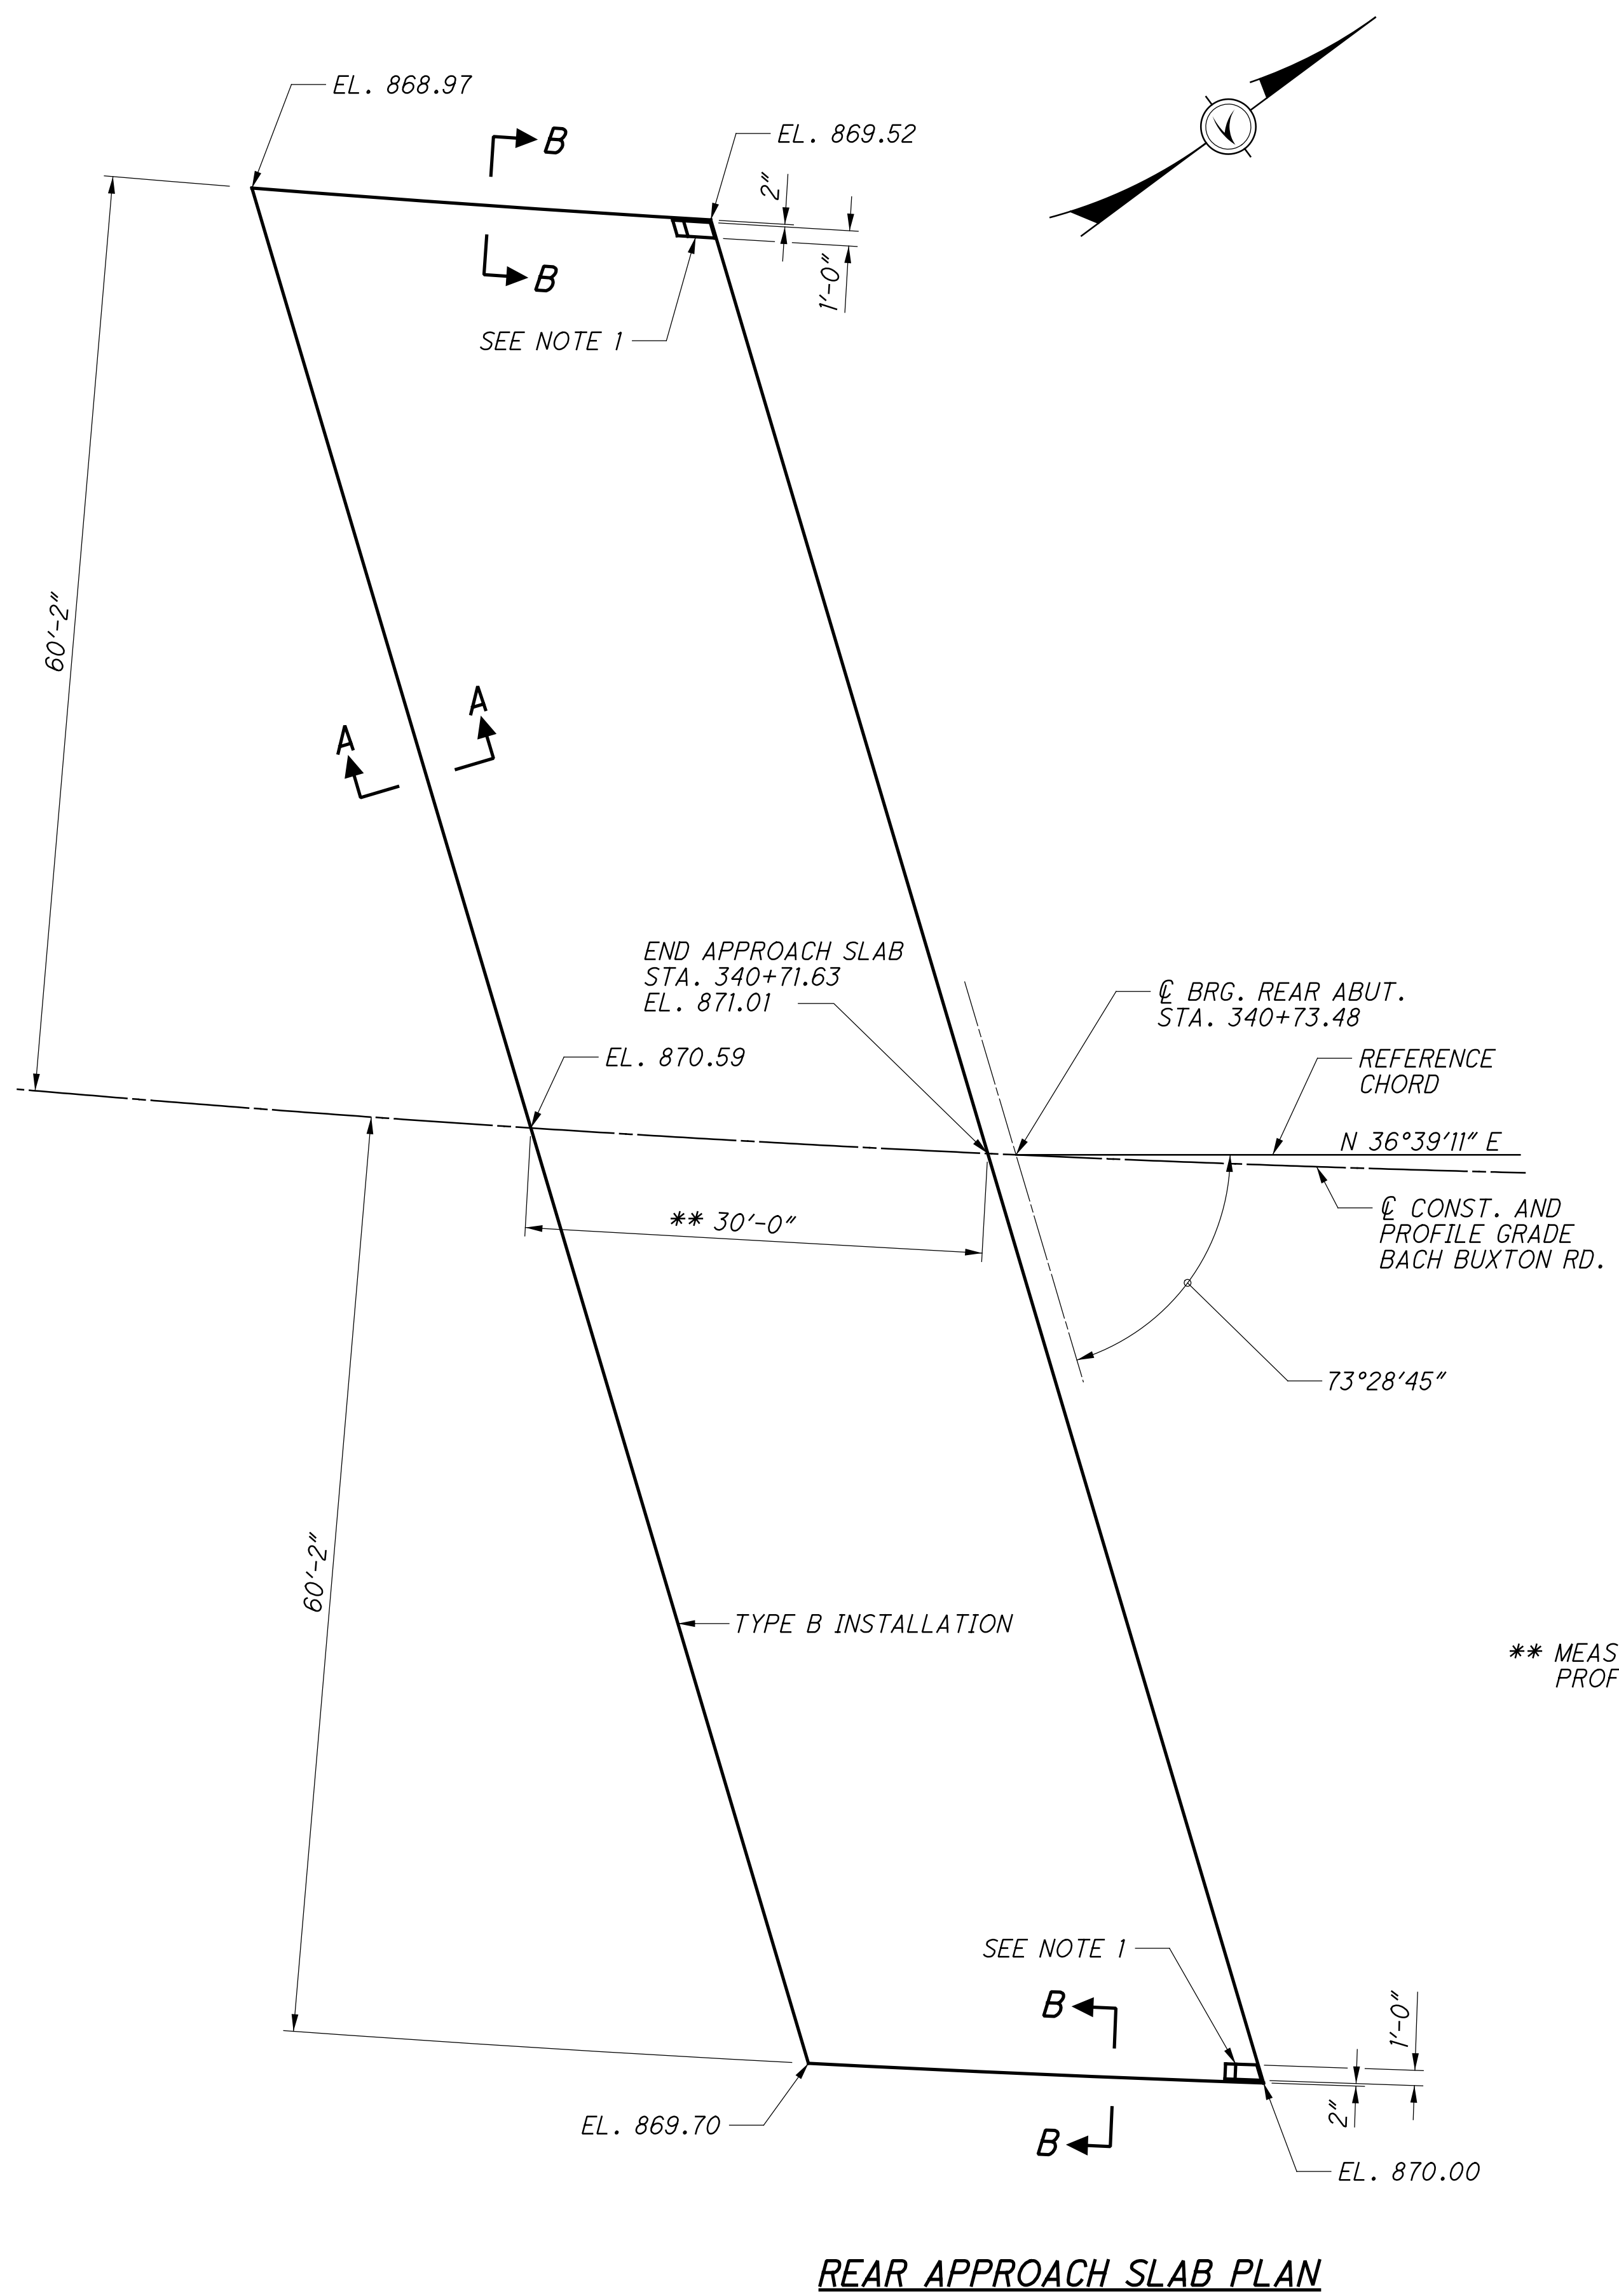 EL. 868.97
B
EL. 869.52
2"
1'-0"
B
SEE NOTE 1
60'-2"
A
A
END APPROACH SLAB
STA. 340+71.63
EL. 871.01
℄ BRG. REAR ABUT.
STA. 340+73.48
EL. 870.59
REFERENCE
CHORD
N 36°39'11" E
℄ CONST. AND
PROFILE GRADE
BACH BUXTON RD.
** 30'-0"
73°28'45"
60'-2"
TYPE B INSTALLATION
** MEAS
PROF
SEE NOTE 1
B
1'-0"
2"
EL. 869.70
B
EL. 870.00
REAR APPROACH SLAB PLAN